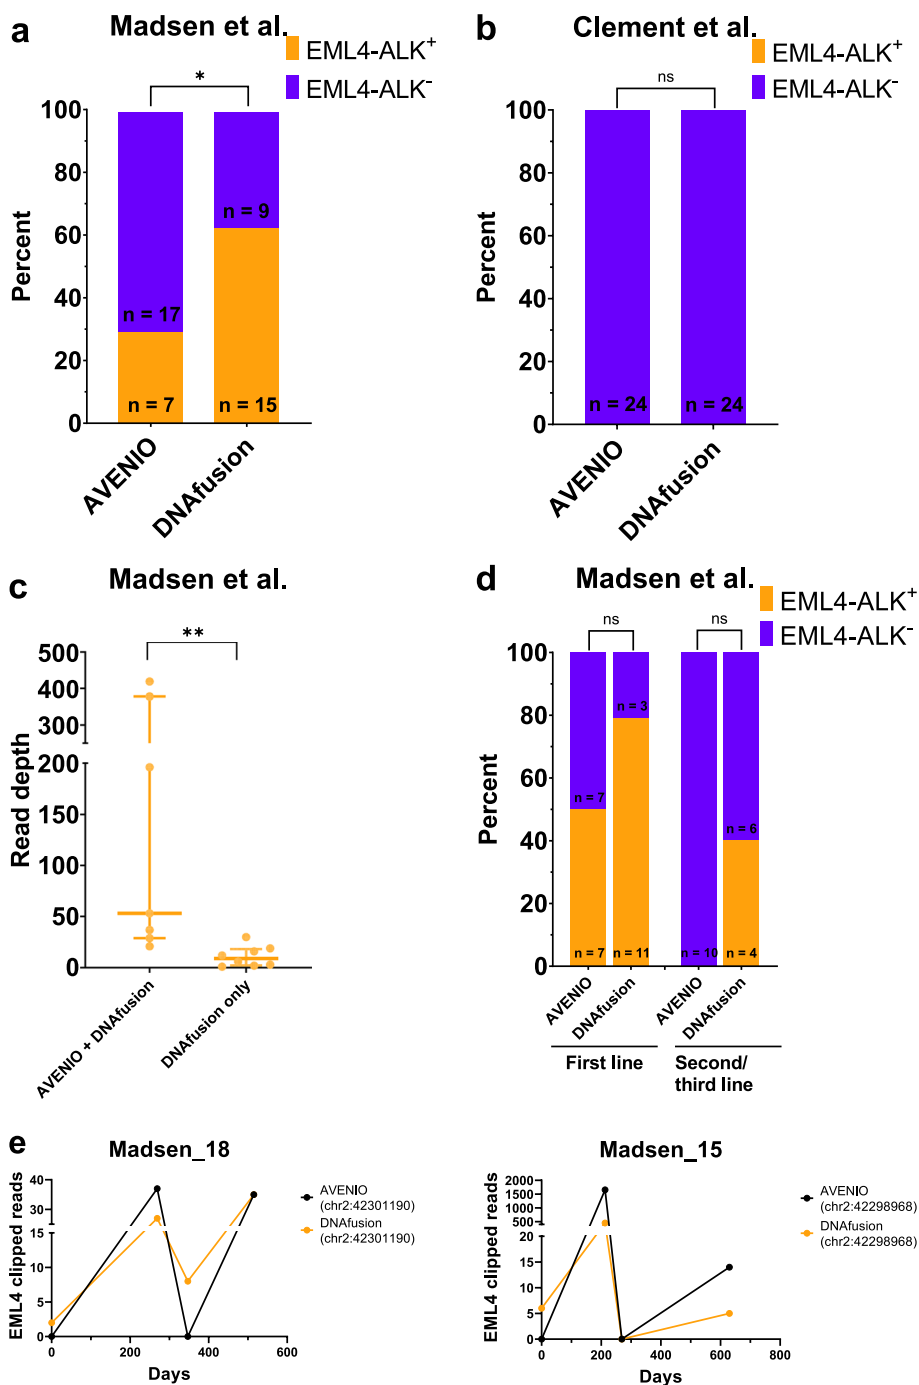 a
Madsen et al.
EML4-ALK+
EML4-ALK-
*
Percent
100
80
60
40
20
0
n = 17
n = 7
n = 9
n = 15
AVENIO
DNAfusion
b
Clement et al.
EML4-ALK+
EML4-ALK-
ns
Percent
100
80
60
40
20
0
n = 24
n = 24
AVENIO
DNAfusion
c
Madsen et al.
**
Read depth
500
400
300
200
150
100
50
0
AVENIO + DNAfusion
DNAfusion only
d
Madsen et al.
EML4-ALK+
EML4-ALK-
ns
ns
Percent
100
80
60
40
20
0
n = 7
n = 7
n = 3
n = 11
n = 10
n = 6
n = 4
AVENIO
DNAfusion
AVENIO
DNAfusion
First line
Second/
third line
e
Madsen_18
EML4 clipped reads
40
30
20
15
10
5
0
0
200
400
600
Days
AVENIO
(chr2:42301190)
DNAfusion
(chr2:42301190)
Madsen_15
EML4 clipped reads
2000
1500
1000
500
20
15
10
5
0
0
200
400
600
800
Days
AVENIO
(chr2:42298968)
DNAfusion
(chr2:42298968)